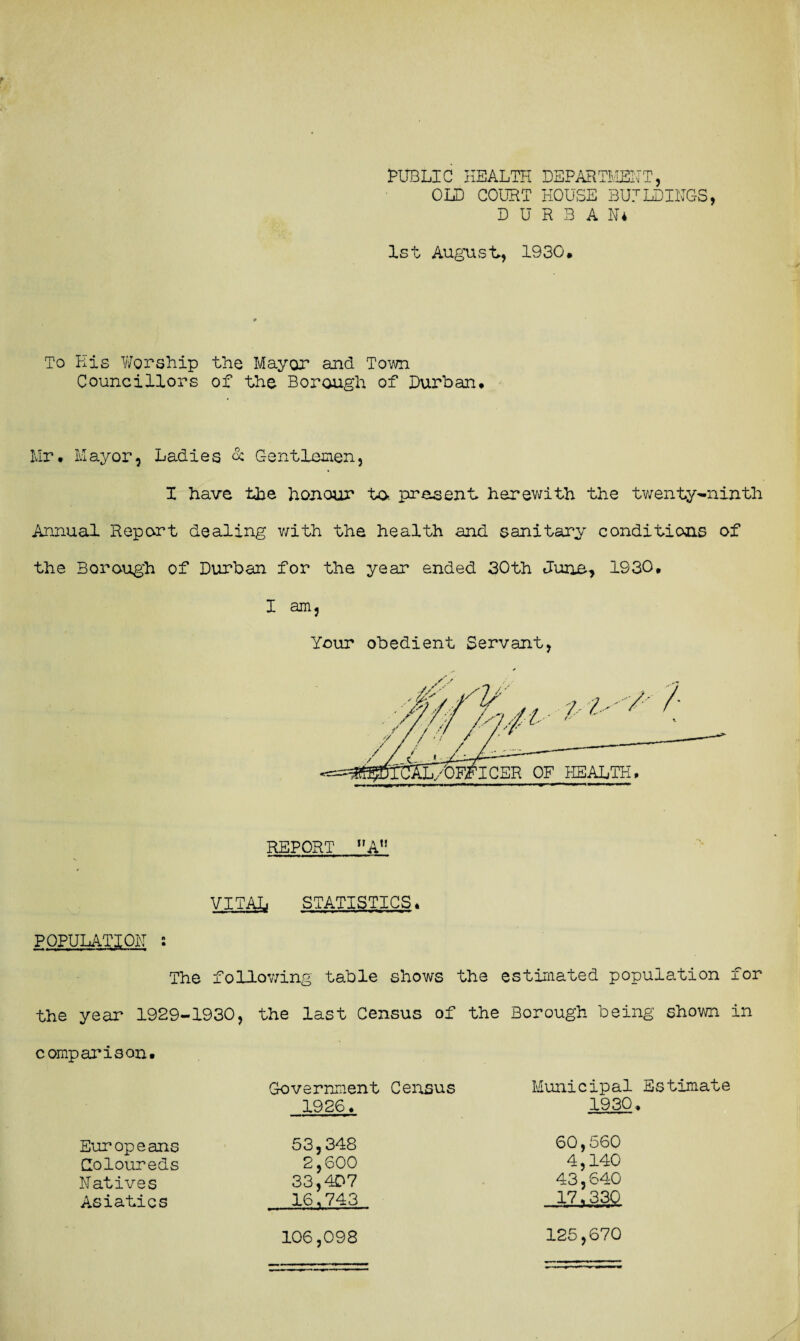 PUBLIC HEALTH DEPARTMENT,
OLD COURT HOUSE BUILDINGS,
D U R B A N.
1st August, 1930.
To His Worship the Mayor and Town
Councillors of the Borough of Durban.
Mr. Mayor, Ladies & Gentlemen,
I have the honour to present herewith the twenty-ninth
Annual Report dealing with the health and sanitary conditions of
the Borough of Durban for the year ended 30th June, 1930.
I am,
Your obedient Servant,
MEDICAL OFFICER OF HEALTH.
REPORT "A"
VITAL STATISTICS.
POPULATION :
The following table shows the estimated population for
the year 1929-1930, the last Census of the Borough being shown in
comparison.
Government Census Municipal Estimate
1926. 1930.
Europeans 53,348 60,560
Coloureds 2,600 4,140
Natives 33,407 43,640
Asiatics 16,743 17,330
106,098 125,670